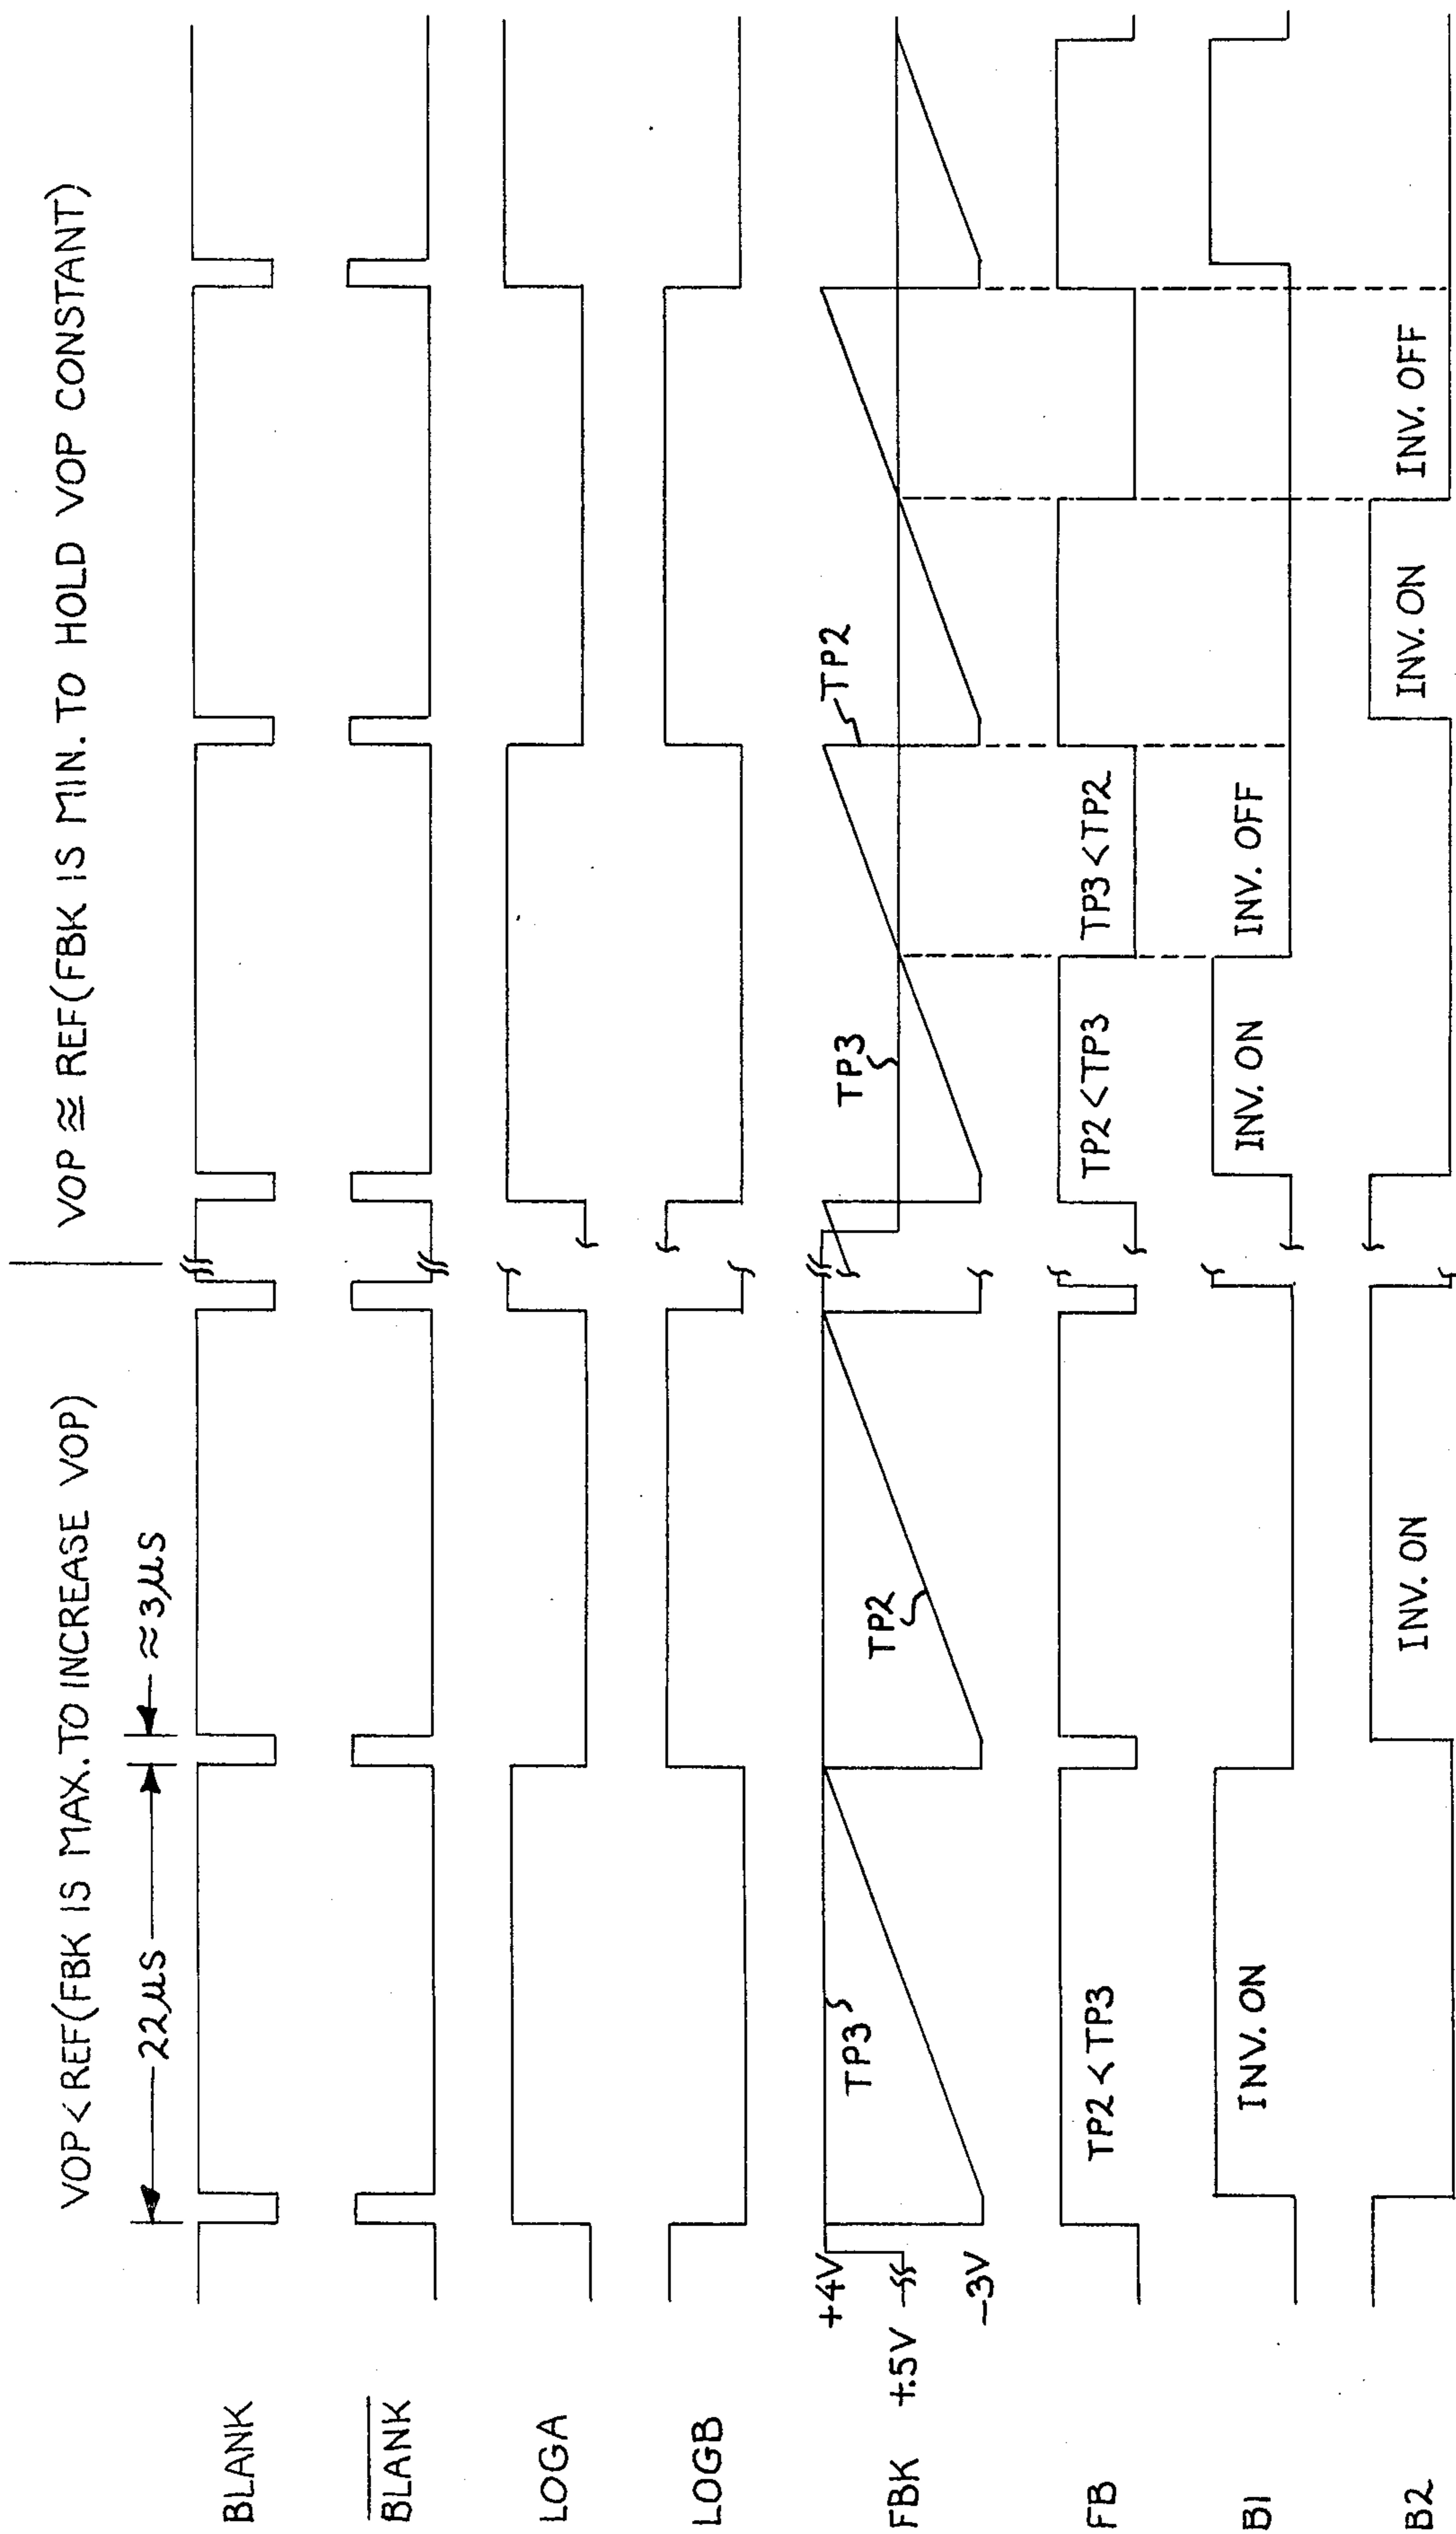 VOP < REF (FBK IS MAX. TO INCREASE VOP)
VOP ≅ REF (FBK IS MIN. TO HOLD VOP CONSTANT)
22µS
≈ 3µS
BLANK
B̅L̅A̅N̅K̅
LOGA
LOGB
FBK
+4V
+.5V
-3V
TP3
TP2
TP3
TP2
FB
TP2 < TP3
TP2 < TP3
TP3 < TP2
B1
INV. ON
INV. ON
INV. OFF
B2
INV. ON
INV. ON
INV. OFF